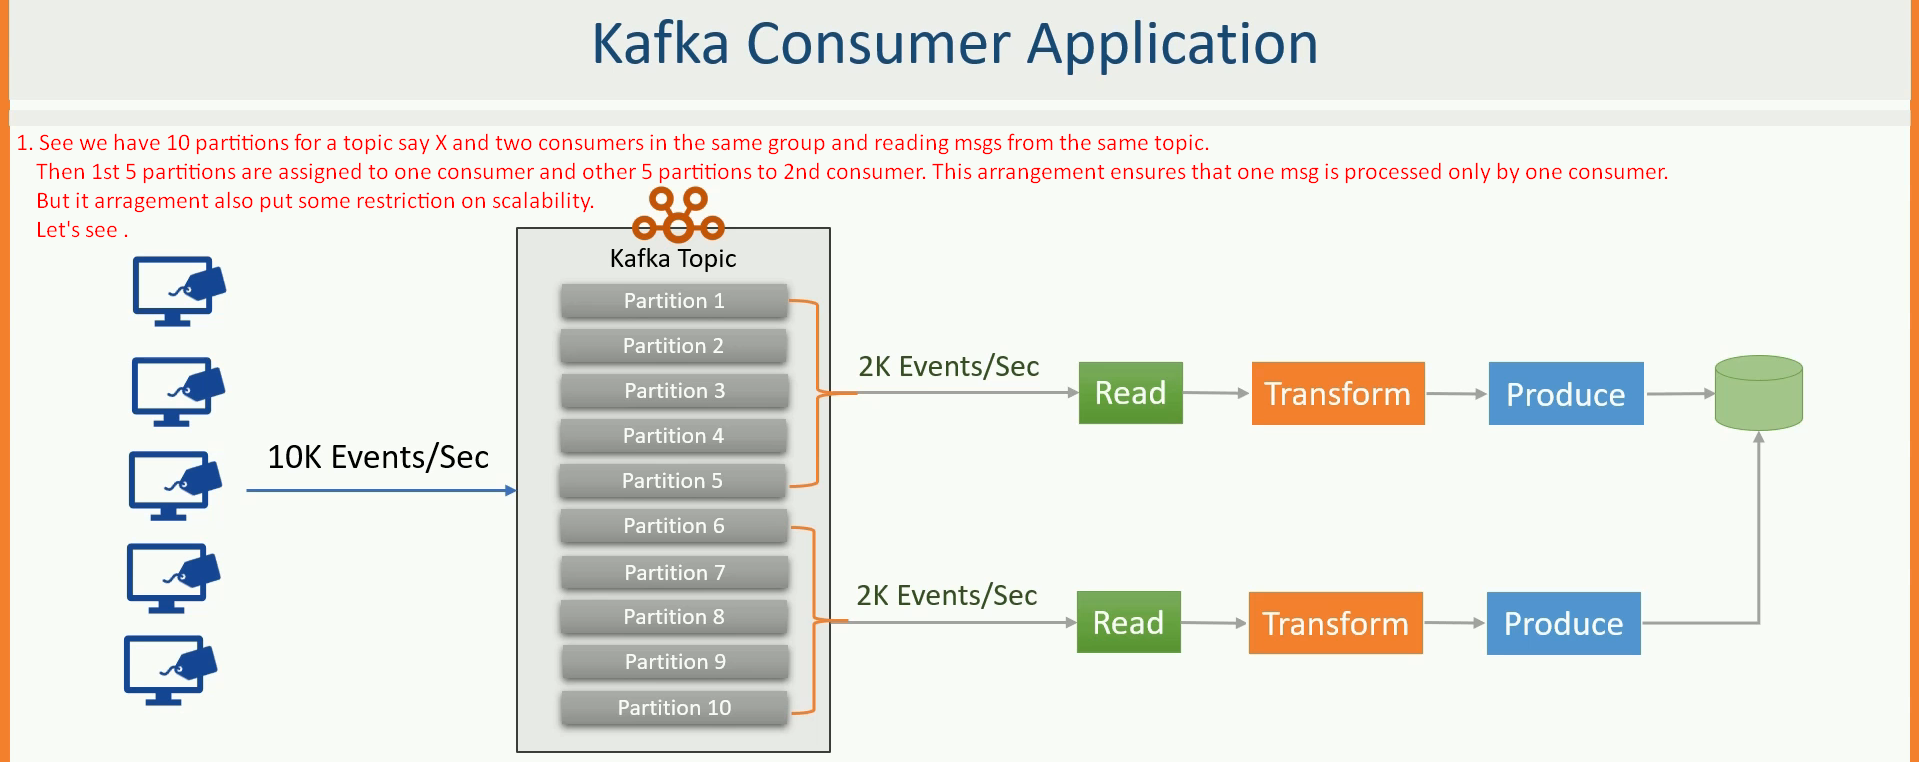 Kafka Consumer Application
1. See we have 10 partitions for a topic say X and two consumers in the same group and reading msgs from the same topic.
Then 1st 5 partitions are assigned to one consumer and other 5 partitions to 2nd consumer. This arrangement ensures that one msg is processed only by one consumer.
But it arragement also put some restriction on scalability.
Let's see .
Kafka Topic
Partition 1
Partition 2
Partition 3
Partition 4
Partition 5
Partition 6
Partition 7
Partition 8
Partition 9
Partition 10
10K Events/Sec
2K Events/Sec
Read
Transform
Produce
2K Events/Sec
Read
Transform
Produce